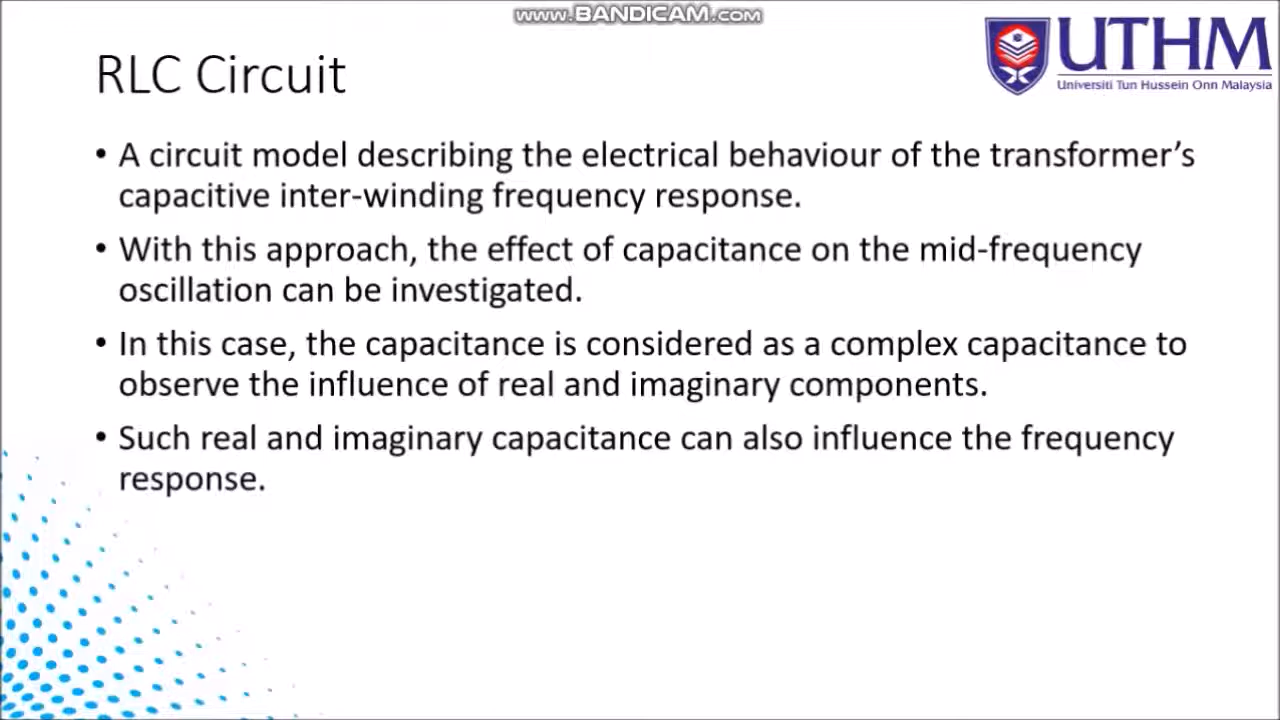 www.BANDICAM.com
UTHM
Universiti Tun Hussein Onn Malaysia
RLC Circuit
• A circuit model describing the electrical behaviour of the transformer’s
capacitive inter-winding frequency response.
• With this approach, the effect of capacitance on the mid-frequency
oscillation can be investigated.
• In this case, the capacitance is considered as a complex capacitance to
observe the influence of real and imaginary components.
• Such real and imaginary capacitance can also influence the frequency
response.